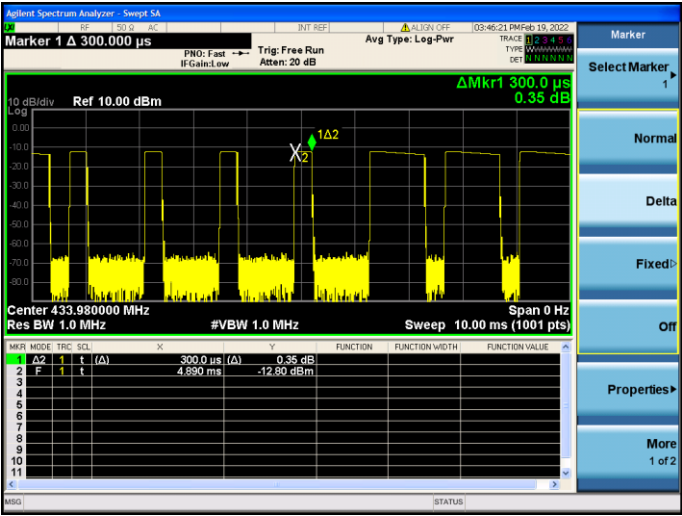 Agilent Spectrum Analyzer - Swept SA
RF 50 Ω AC INT REF ALIGN OFF 03:46:21 PM Feb 19, 2022
Marker 1 Δ 300.000 µs
PNO: Fast
IFGain:Low
Trig: Free Run
Atten: 20 dB
Avg Type: Log-Pwr
TRACE 1 2 3 4 5 6
TYPE
DET N N N N N N
ΔMkr1 300.0 µs
0.35 dB
10 dB/div Ref 10.00 dBm
Log
0.00
-10.0
-20.0
-30.0
-40.0
-50.0
-60.0
-70.0
-80.0
1Δ2
X2
Center 433.980000 MHz Span 0 Hz
Res BW 1.0 MHz #VBW 1.0 MHz Sweep 10.00 ms (1001 pts)
MKR MODE TRC SCL X Y FUNCTION FUNCTION WIDTH FUNCTION VALUE
1 Δ2 1 t (Δ) 300.0 µs (Δ) 0.35 dB
2 F 1 t 4.890 ms -12.80 dBm
3
4
5
6
7
8
9
10
11
MSG STATUS
Marker
Select Marker
1
Normal
Delta
Fixed
Off
Properties
More
1 of 2